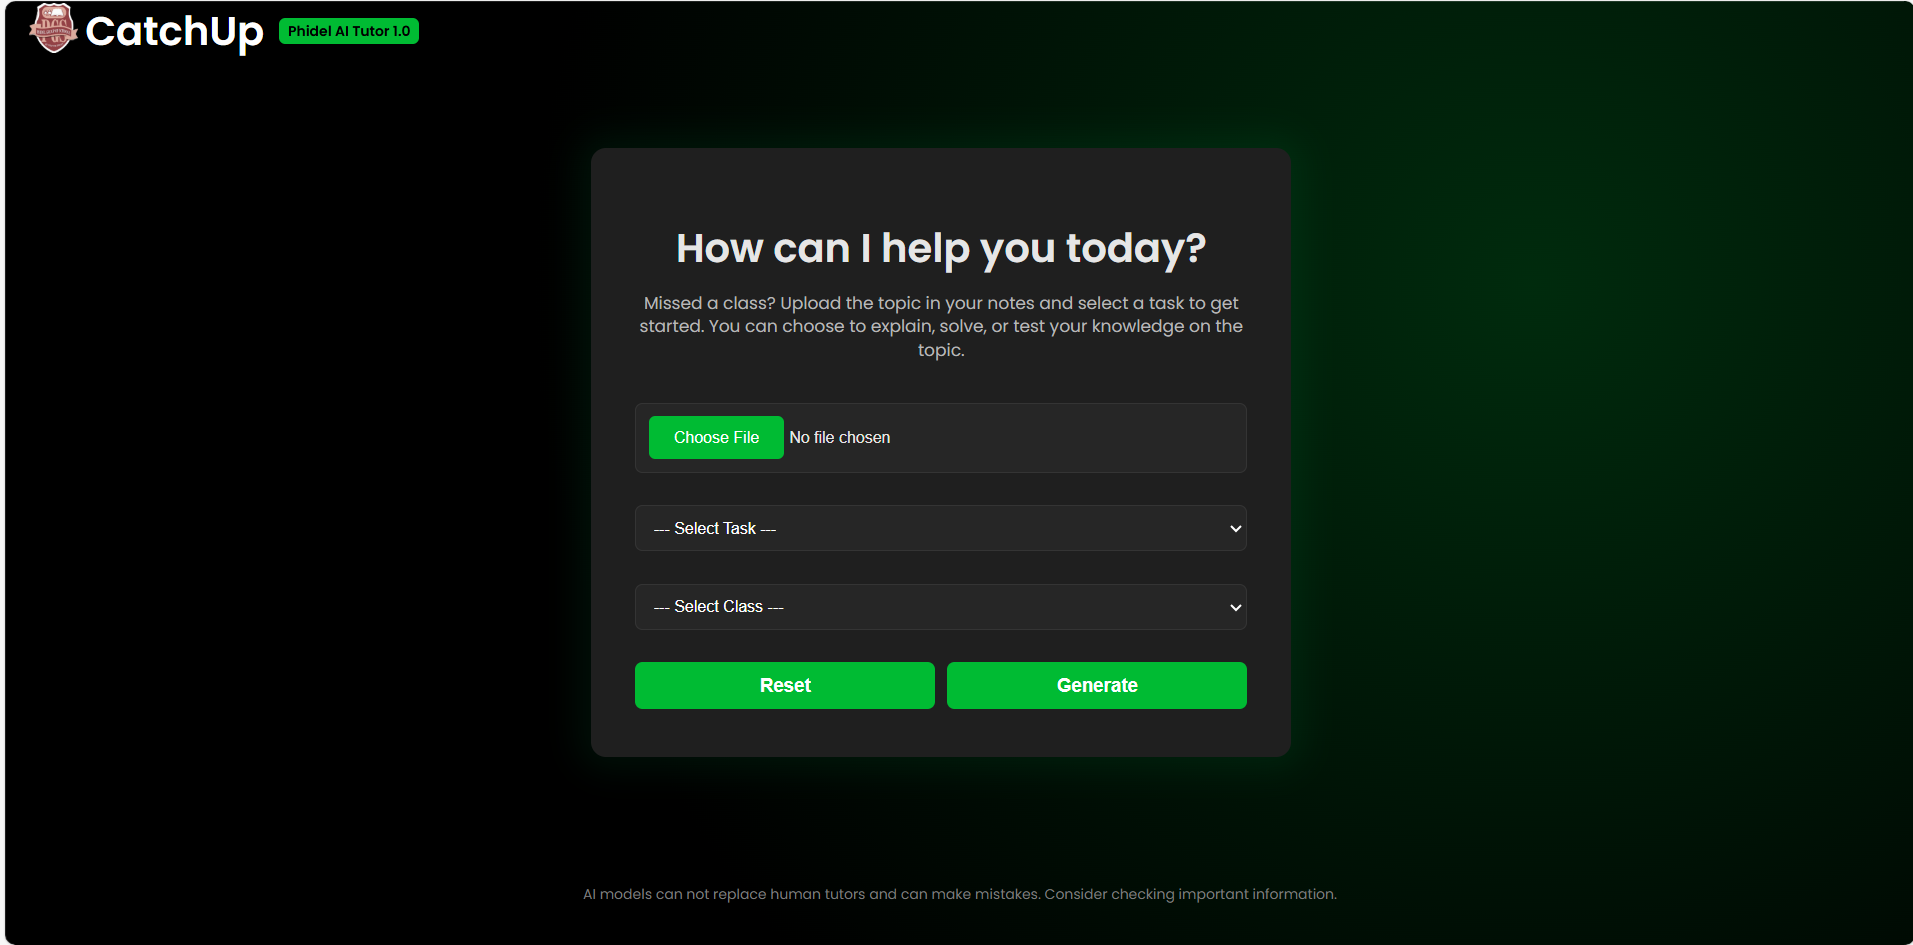 CatchUp
Phidel AI Tutor 1.0
How can I help you today?
Missed a class? Upload the topic in your notes and select a task to get
started. You can choose to explain, solve, or test your knowledge on the
topic.
Choose File No file chosen
--- Select Task ---
--- Select Class ---
Reset
Generate
AI models can not replace human tutors and can make mistakes. Consider checking important information.